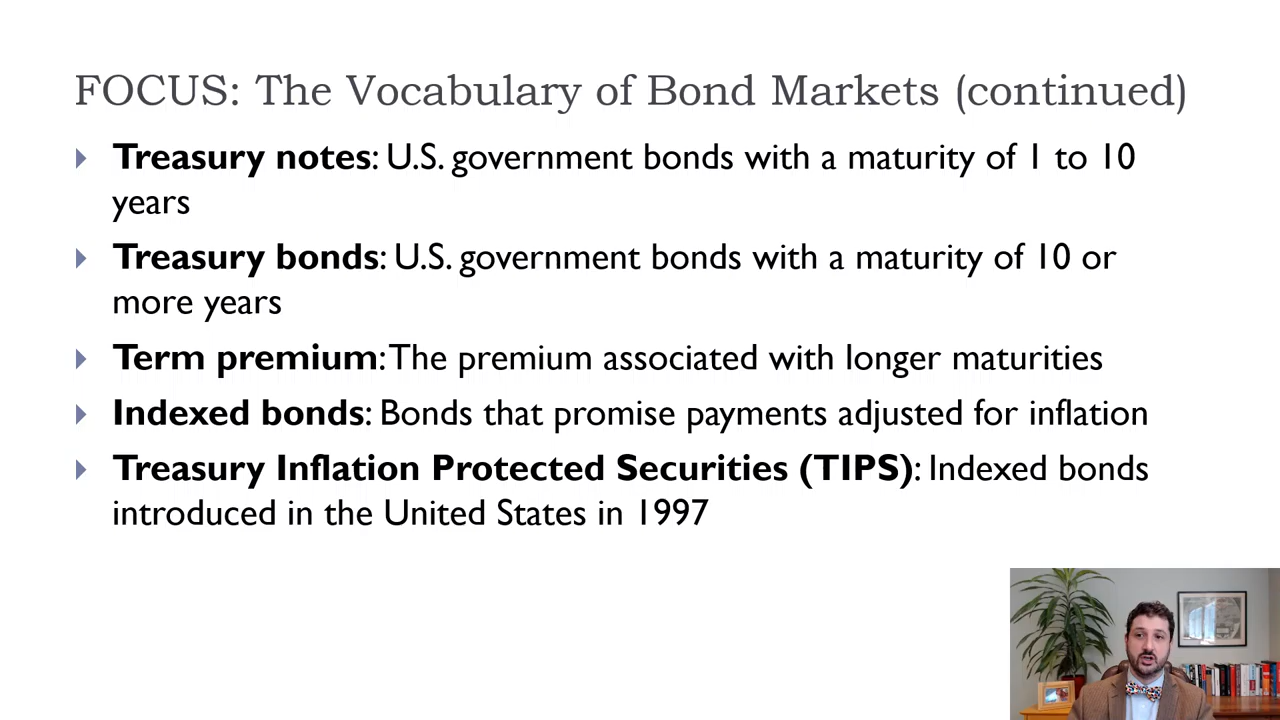 FOCUS: The Vocabulary of Bond Markets (continued)
Treasury notes: U.S. government bonds with a maturity of 1 to 10
years
Treasury bonds: U.S. government bonds with a maturity of 10 or
more years
Term premium: The premium associated with longer maturities
Indexed bonds: Bonds that promise payments adjusted for inflation
Treasury Inflation Protected Securities (TIPS): Indexed bonds
introduced in the United States in 1997